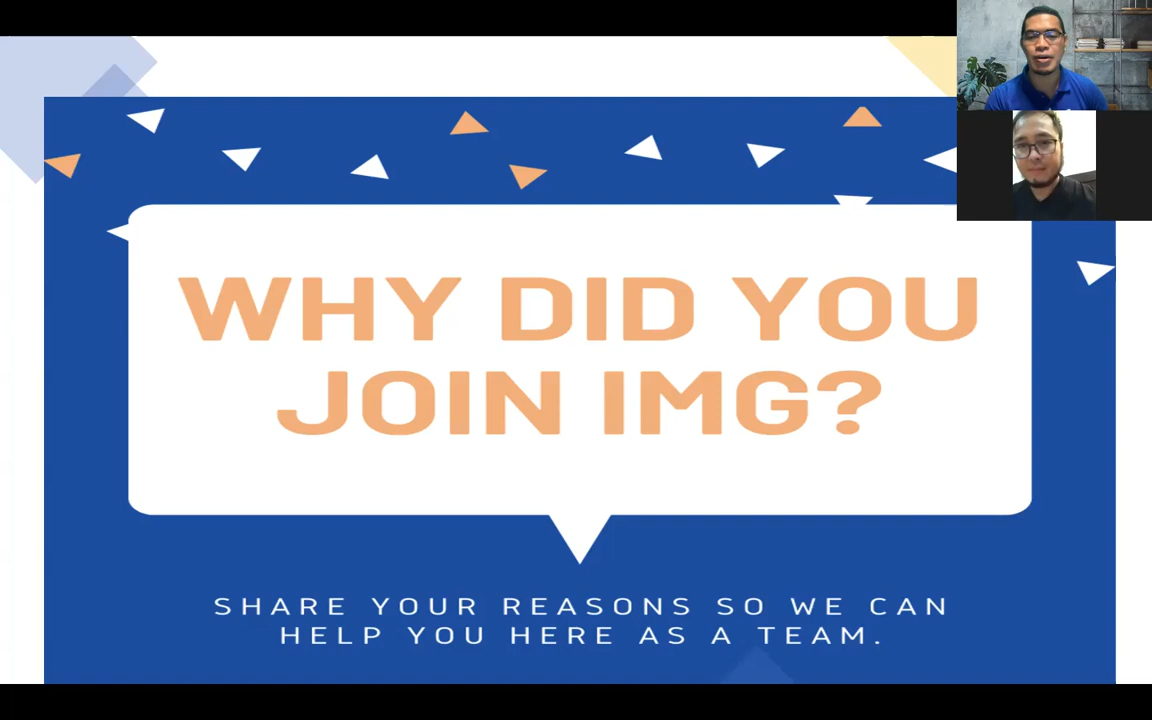 WHY DID YOU
JOIN IMG?
SHARE YOUR REASONS SO WE CAN
HELP YOU HERE AS A TEAM.